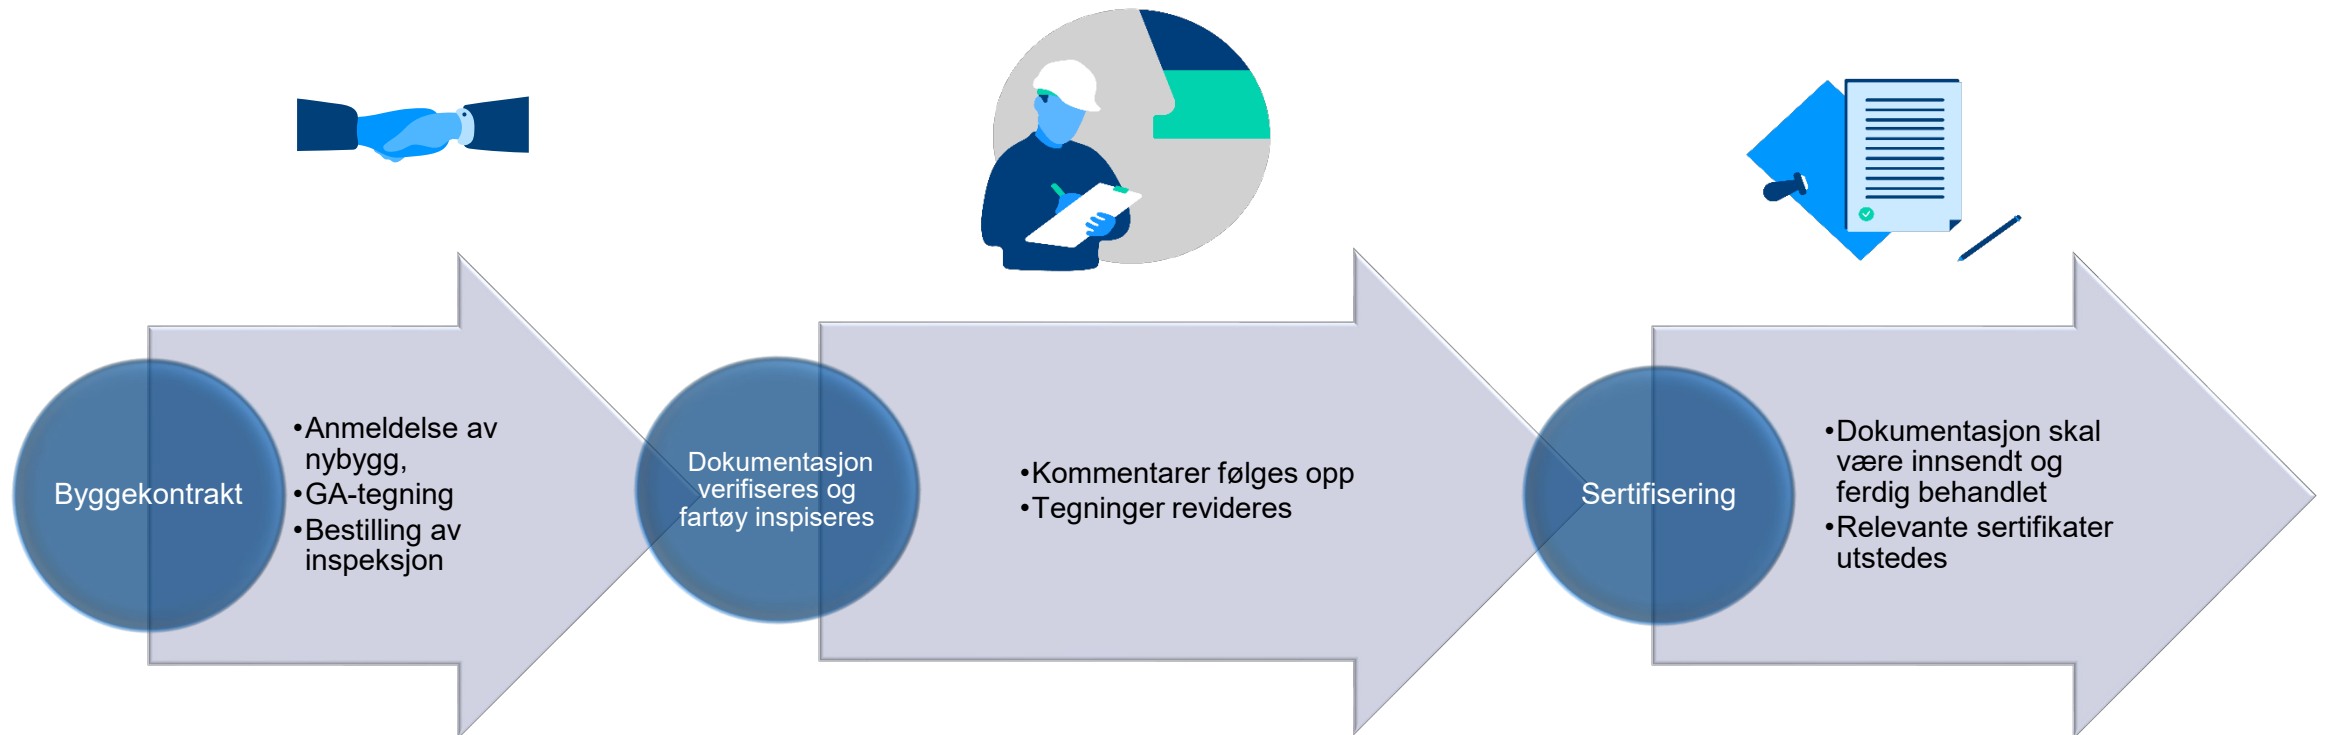 Byggekontrakt
•Anmeldelse av
nybygg,
•GA-tegning
•Bestilling av
inspeksjon
Dokumentasjon
verifiseres og
fartøy inspiseres
•Kommentarer følges opp
•Tegninger revideres
Sertifisering
•Dokumentasjon skal
være innsendt og
ferdig behandlet
•Relevante sertifikater
utstedes